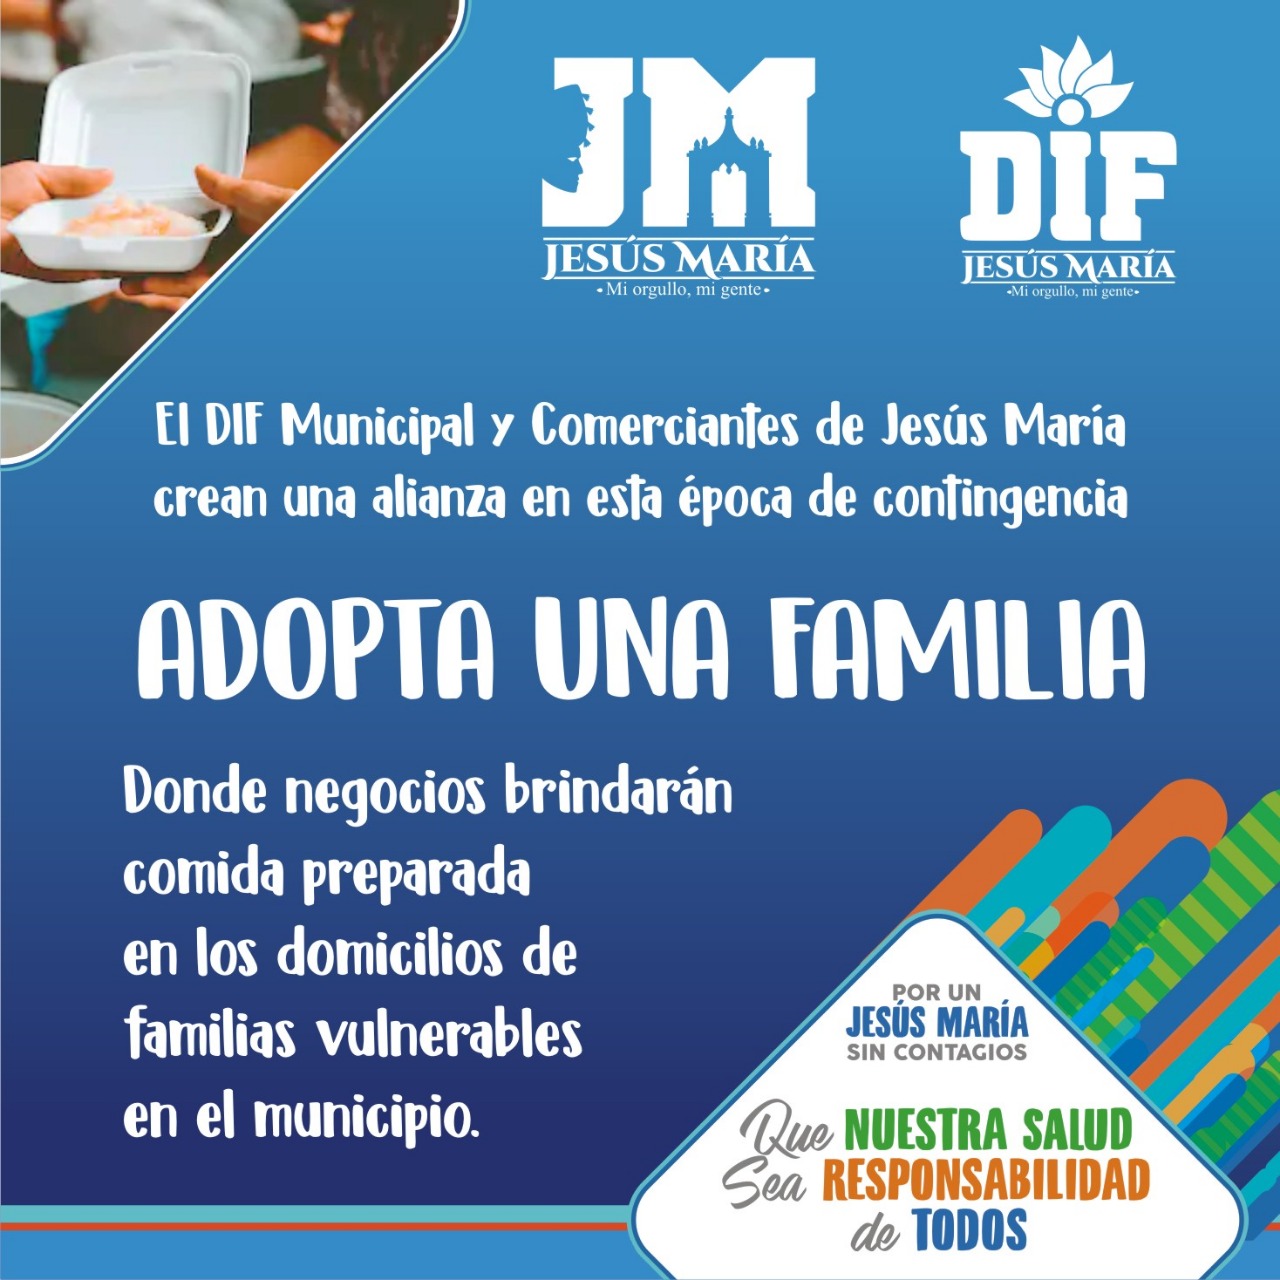 JM
JESÚS MARÍA
•Mi orgullo, mi gente•
DIF
JESÚS MARÍA
•Mi orgullo, mi gente•
El DIF Municipal y Comerciantes de Jesús María
crean una alianza en esta época de contingencia
ADOPTA UNA FAMILIA
Donde negocios brindarán
comida preparada
en los domicilios de
familias vulnerables
en el municipio.
POR UN
JESÚS MARÍA
SIN CONTAGIOS
Que NUESTRA SALUD
Sea RESPONSABILIDAD
de TODOS